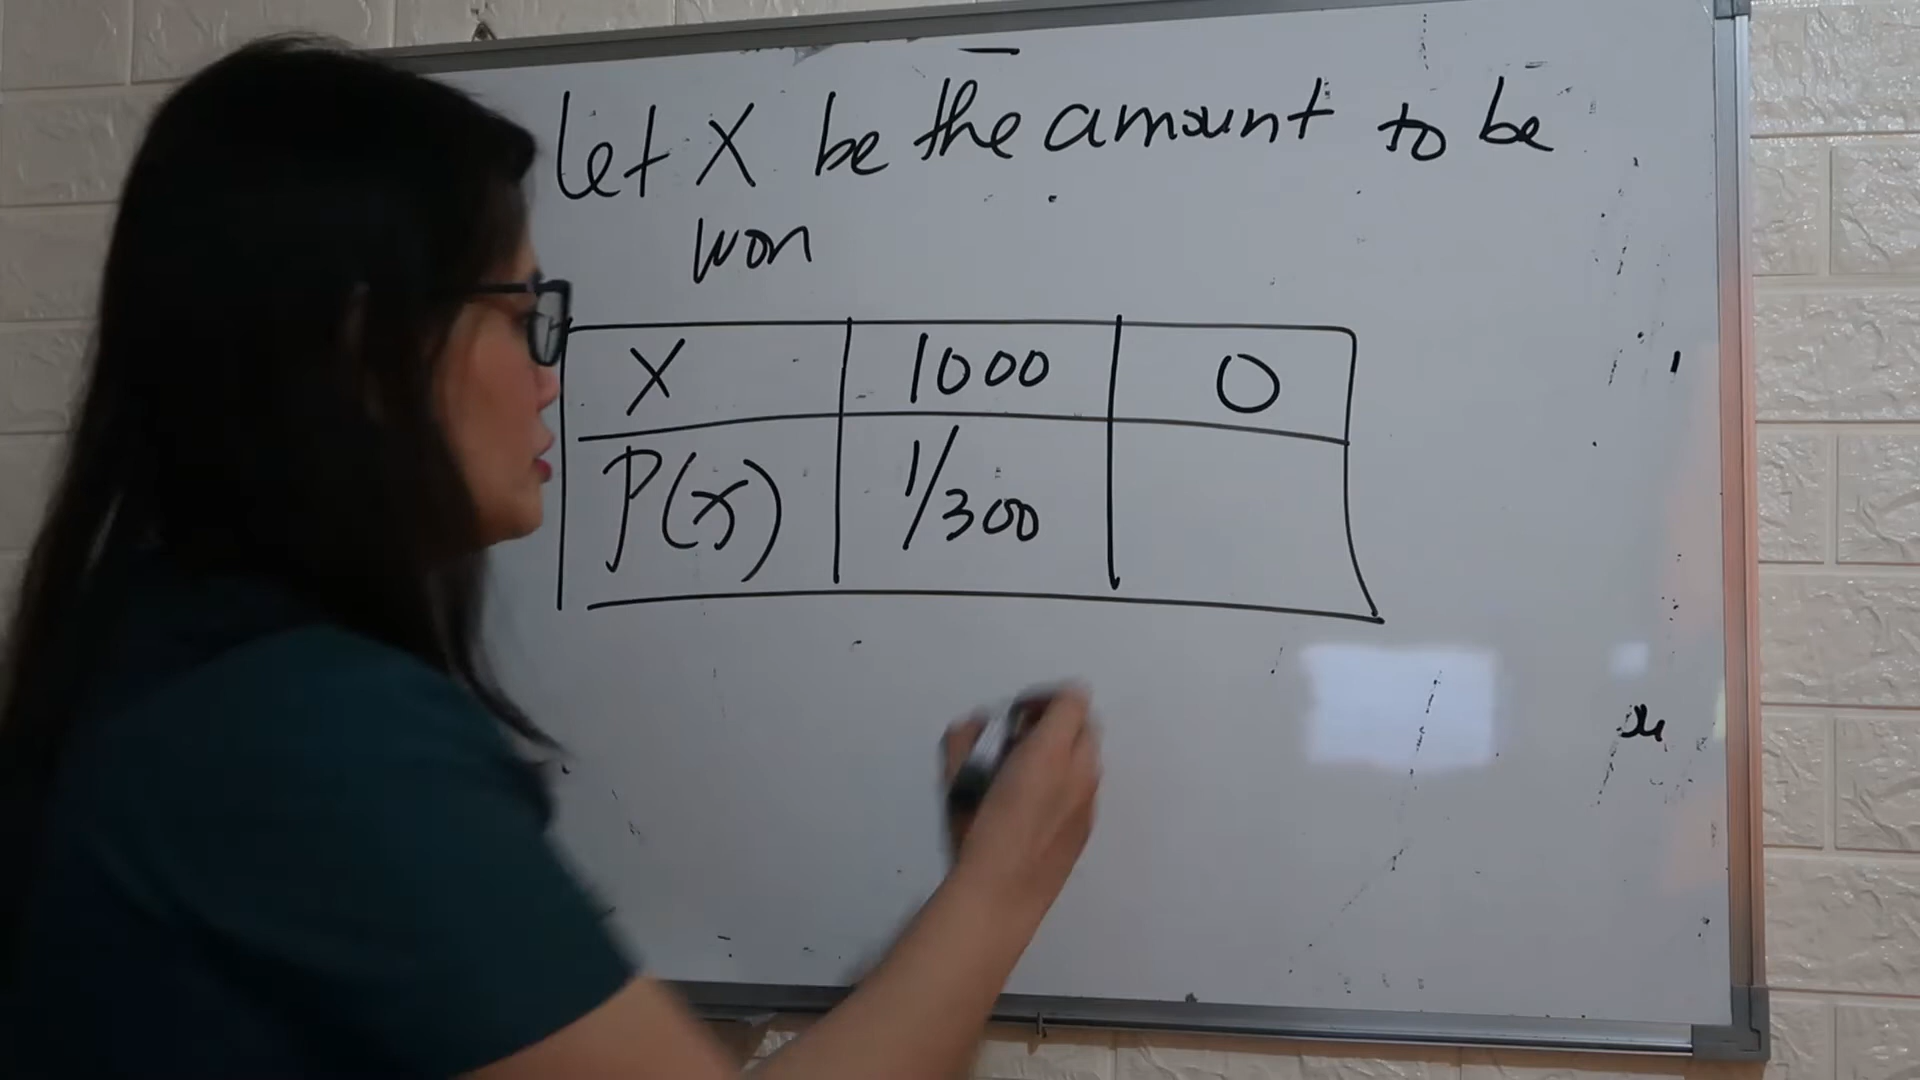 let X be the amount to be
won
X 1000 0
P(x) 1/300